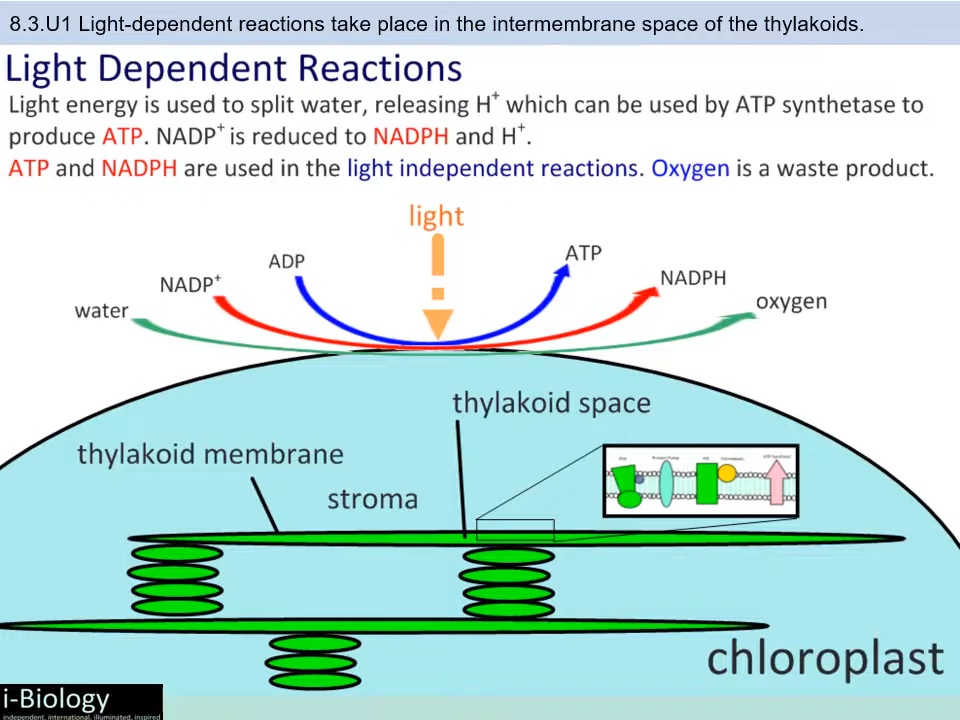 8.3.U1 Light-dependent reactions take place in the intermembrane space of the thylakoids.
Light Dependent Reactions
Light energy is used to split water, releasing H+ which can be used by ATP synthetase to
produce ATP. NADP+ is reduced to NADPH and H+.
ATP and NADPH are used in the light independent reactions. Oxygen is a waste product.
light
ADP
ATP
NADP+
NADPH
water
oxygen
thylakoid space
thylakoid membrane
stroma
chloroplast
i-Biology
independent, international, illuminated, inspired